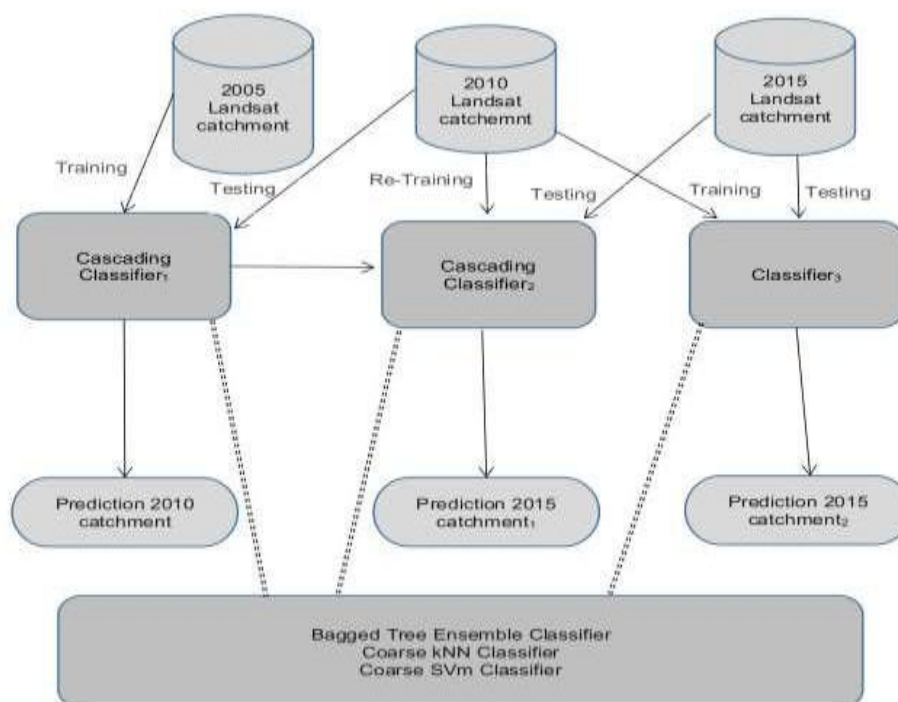 2005
Landsat
catchment
2010
Landsat
catchemnt
2015
Landsat
catchment
Training
Testing
Re-Training
Testing
Training
Testing
Cascading
Classifier₁
Cascading
Classifier₂
Classifier₃
Prediction 2010
catchment
Prediction 2015
catchment₁
Prediction 2015
catchment₂
Bagged Tree Ensemble Classifier
Coarse kNN Classifier
Coarse SVm Classifier